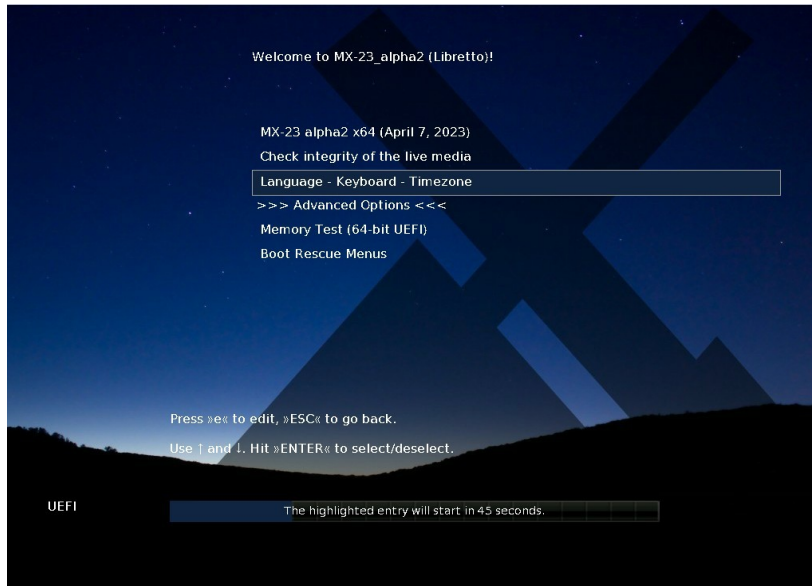 Welcome to MX-23_alpha2 (Libretto)!
MX-23 alpha2 x64 (April 7, 2023)
Check integrity of the live media
Language - Keyboard - Timezone
>>> Advanced Options <<<
Memory Test (64-bit UEFI)
Boot Rescue Menus
Press »e« to edit, »ESC« to go back.
Use ↑ and ↓. Hit »ENTER« to select/deselect.
UEFI
The highlighted entry will start in 45 seconds.